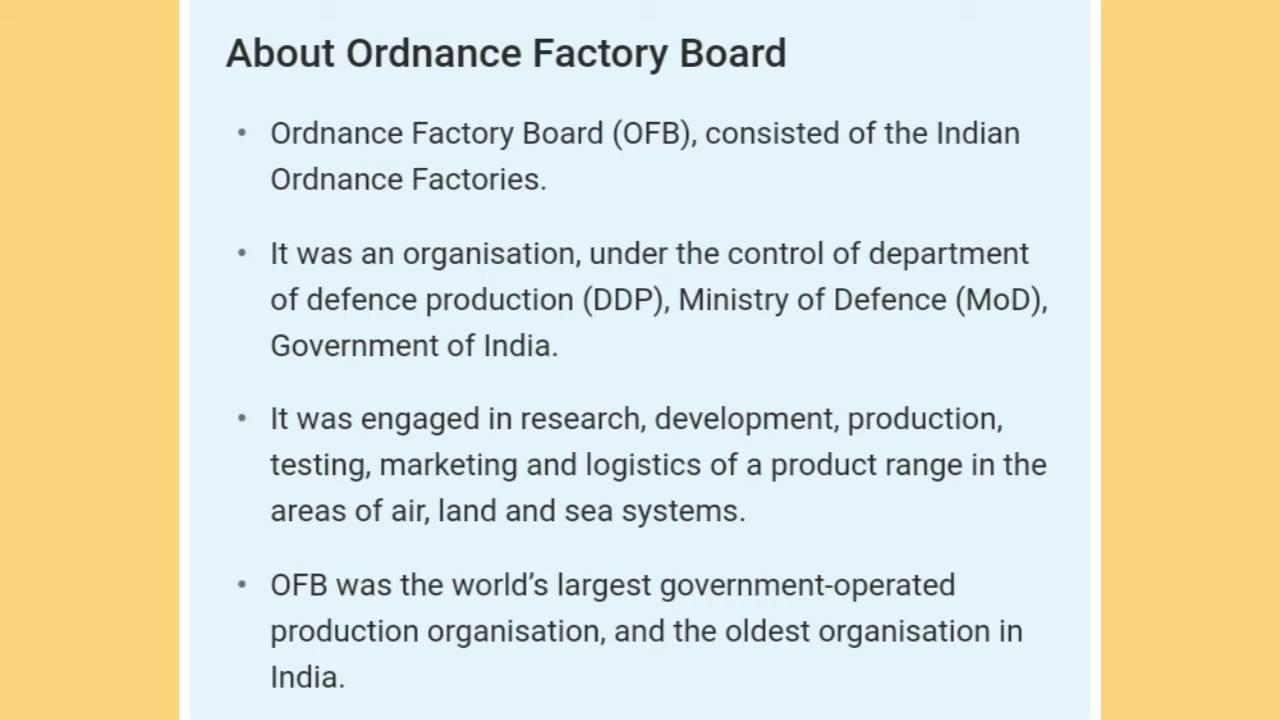 About Ordnance Factory Board
• Ordnance Factory Board (OFB), consisted of the Indian
Ordnance Factories.
• It was an organisation, under the control of department
of defence production (DDP), Ministry of Defence (MoD),
Government of India.
• It was engaged in research, development, production,
testing, marketing and logistics of a product range in the
areas of air, land and sea systems.
• OFB was the world’s largest government-operated
production organisation, and the oldest organisation in
India.